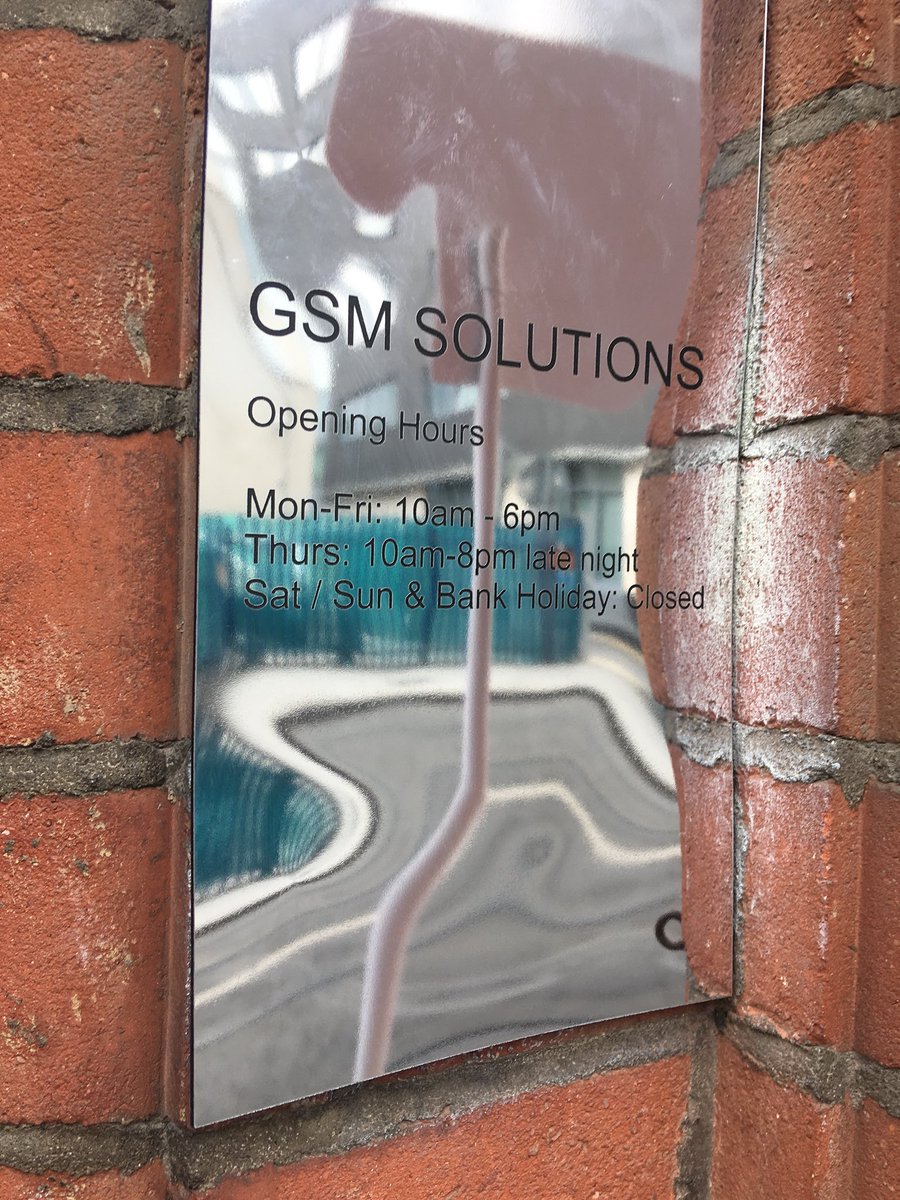 GSM SOLUTIONS
Opening Hours
Mon-Fri: 10am - 6pm
Thurs: 10am-8pm late night
Sat / Sun & Bank Holiday: Closed